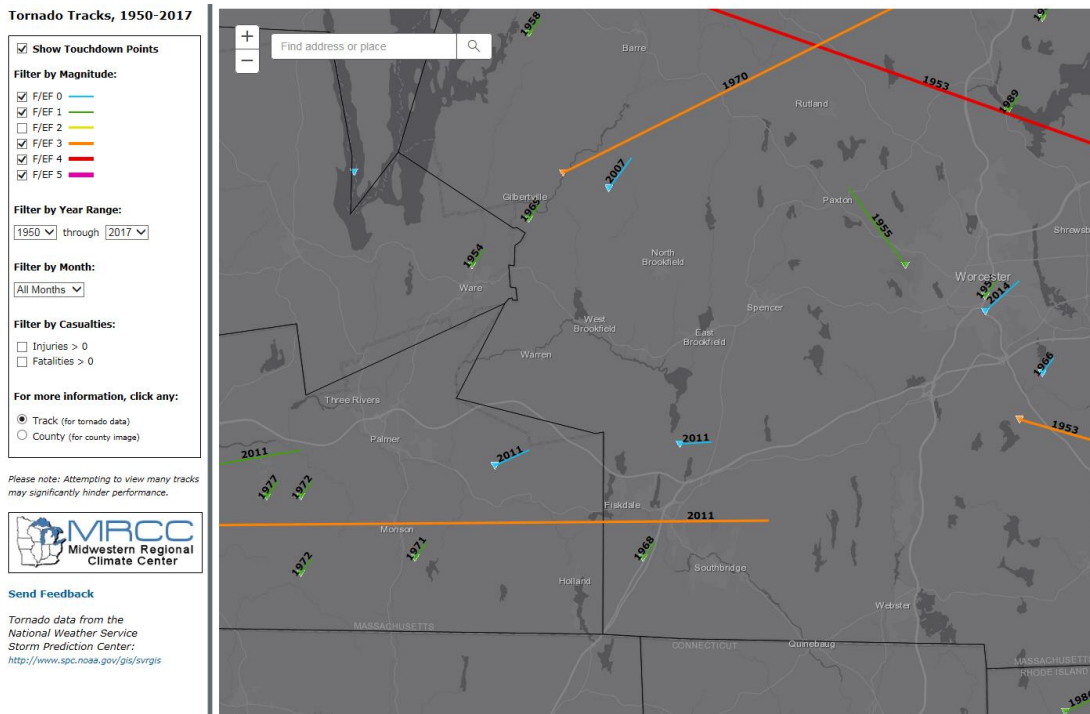 Tornado Tracks, 1950-2017
Show Touchdown Points
Filter by Magnitude:
F/EF 0
F/EF 1
F/EF 2
F/EF 3
F/EF 4
F/EF 5
Filter by Year Range:
1950 through 2017
Filter by Month:
All Months
Filter by Casualties:
Injuries > 0
Fatalities > 0
For more information, click any:
Track (for tornado data)
County (for county image)
Please note: Attempting to view many tracks
may significantly hinder performance.
MRCC
Midwestern Regional
Climate Center
Send Feedback
Tornado data from the
National Weather Service
Storm Prediction Center:
http://www.spc.noaa.gov/gis/svrgis
+
−
Find address or place
1958
Barre
1970
1953
Rutland
1989
2007
Gilbertville
1965
Paxton
1955
Shrewsb
North
Brookfield
1954
Ware
Worcester
2014
Spencer
West
Brookfield
East
Brookfield
Warren
1966
Three Rivers
1953
Palmer
2011
2011
2011
1977
1972
Fiskdale
2011
Monson
1971
1968
1972
Holland
Southbridge
Webster
MASSACHUSETTS
CONNECTICUT
Quinebaug
MASSACHUSETTS
RHODE ISLAND
1986